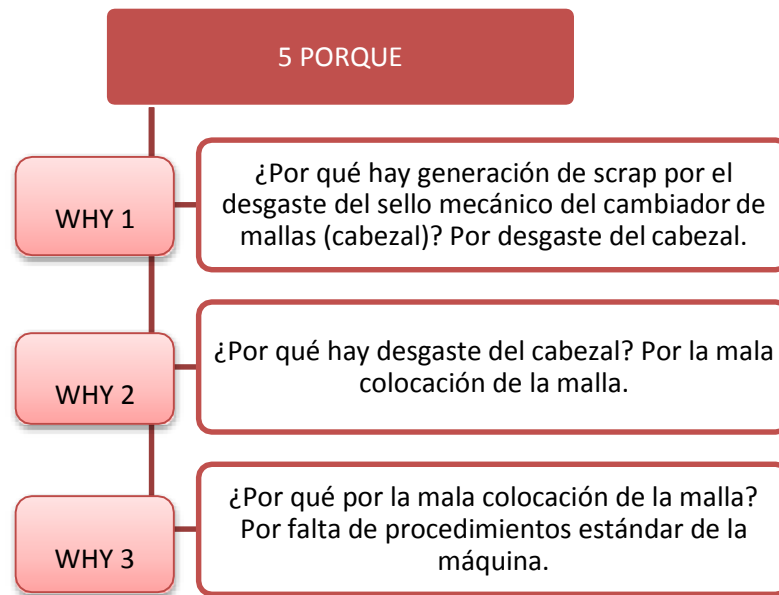 5 PORQUE
WHY 1
¿Por qué hay generación de scrap por el
desgaste del sello mecánico del cambiador de
mallas (cabezal)? Por desgaste del cabezal.
WHY 2
¿Por qué hay desgaste del cabezal? Por la mala
colocación de la malla.
WHY 3
¿Por qué por la mala colocación de la malla?
Por falta de procedimientos estándar de la
máquina.